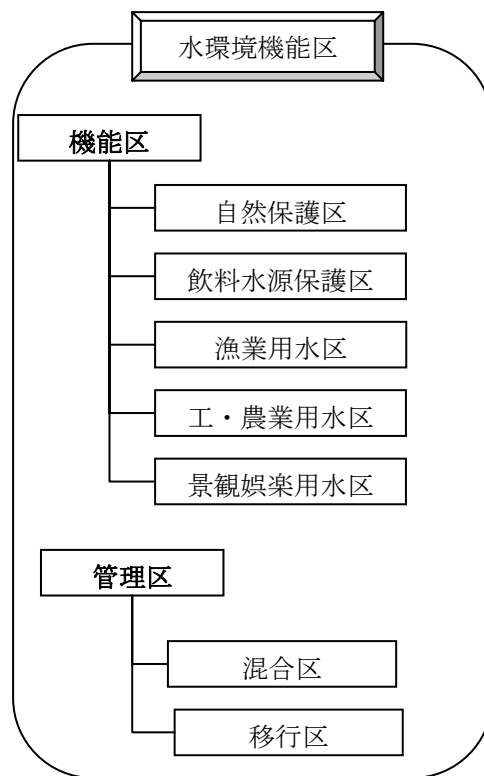 水環境機能区
機能区
自然保護区
飲料水源保護区
漁業用水区
工・農業用水区
景観娯楽用水区
管理区
混合区
移行区